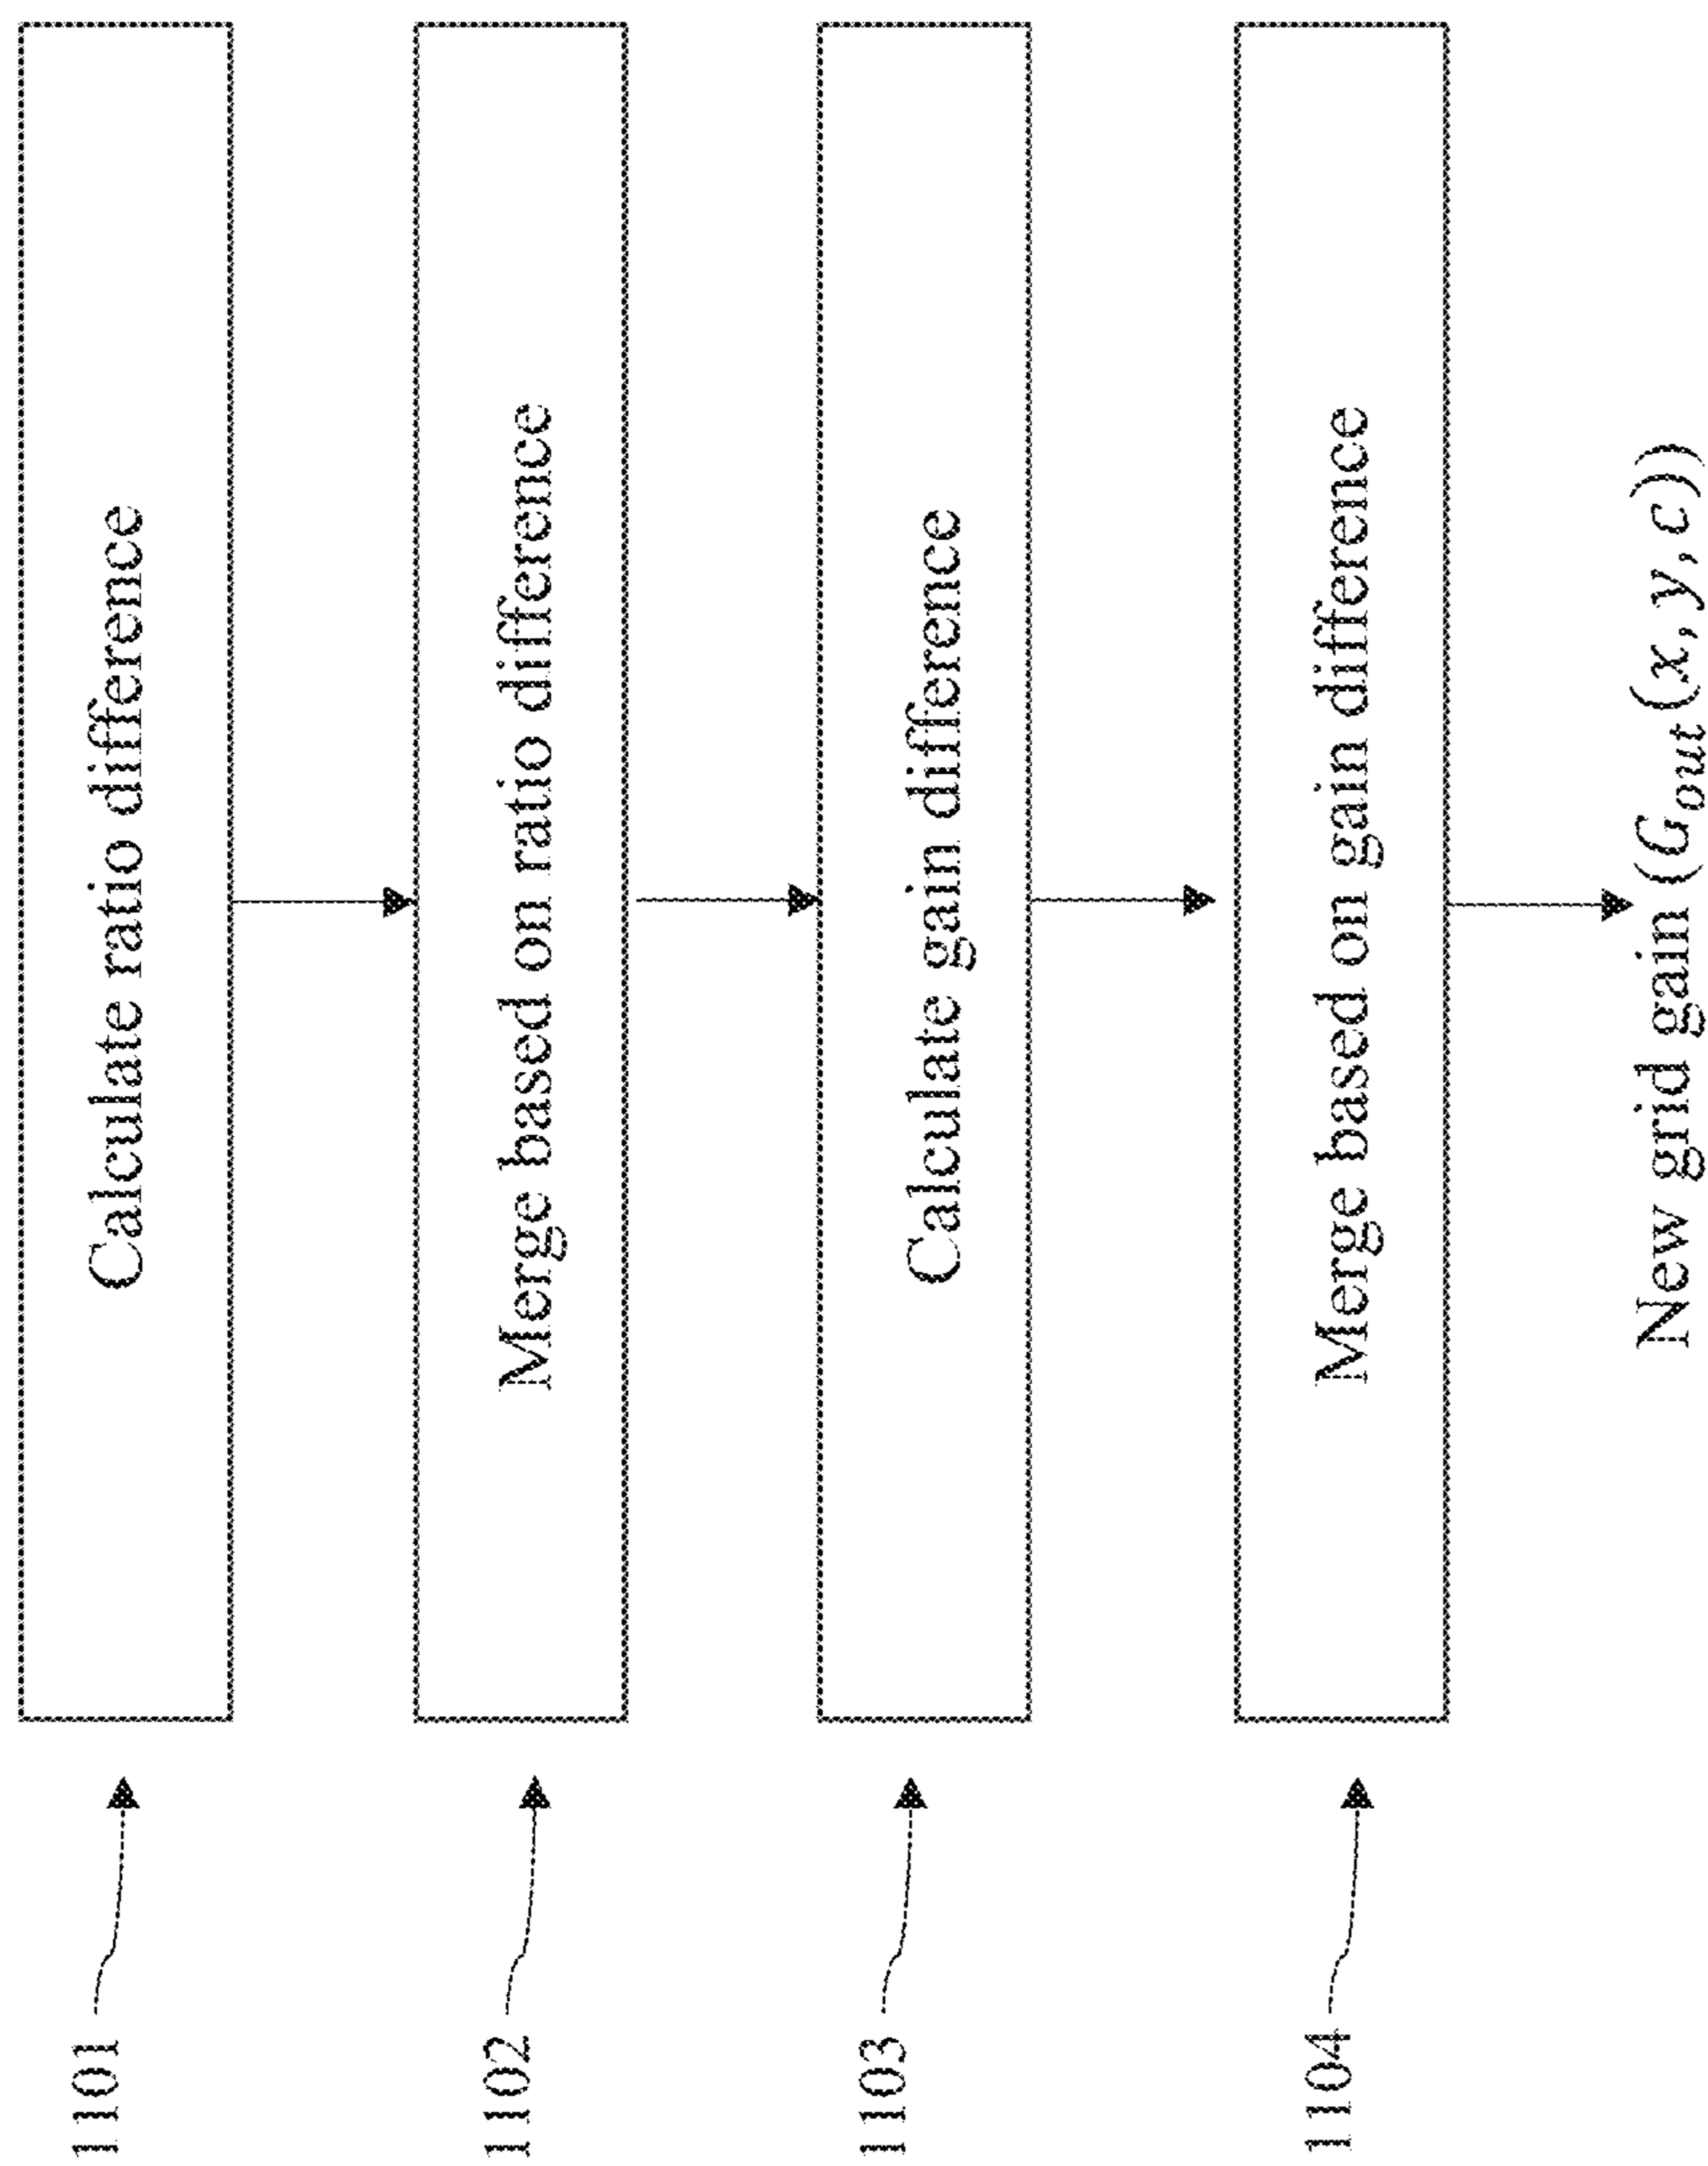 1101
Calculate ratio difference
1102
Merge based on ratio difference
1103
Calculate gain difference
1104
Merge based on gain difference
New grid gain (G_out(x, y, c))